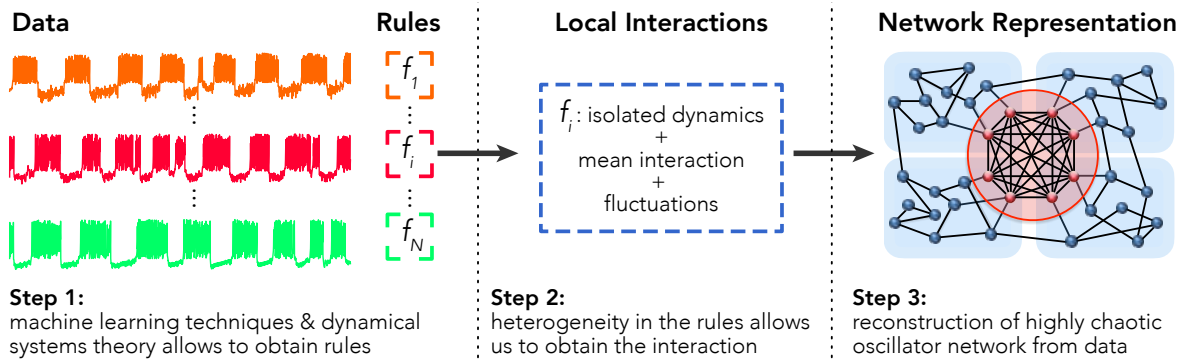 Data
Rules
f1
fi
fN
Step 1:
machine learning techniques & dynamical
systems theory allows to obtain rules
Local Interactions
fi: isolated dynamics
+
mean interaction
+
fluctuations
Step 2:
heterogeneity in the rules allows
us to obtain the interaction
Network Representation
Step 3:
reconstruction of highly chaotic
oscillator network from data